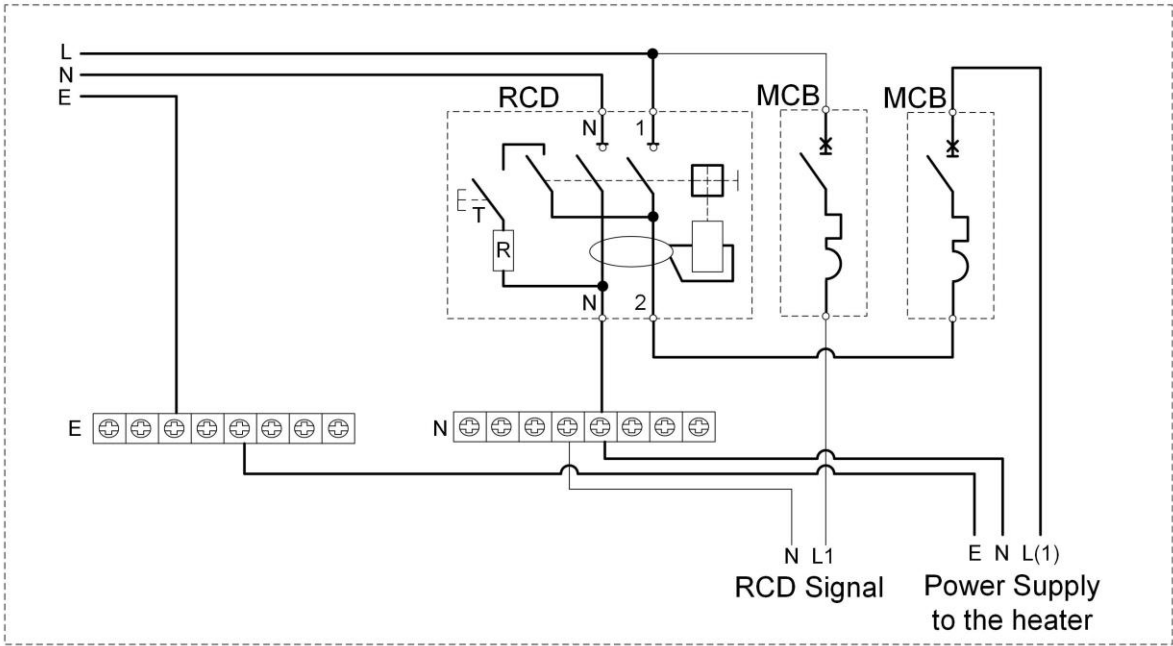 L
N
E
RCD
MCB
MCB
N 1
T
R
N 2
E
N
N L1
E N L(1)
RCD Signal
Power Supply
to the heater